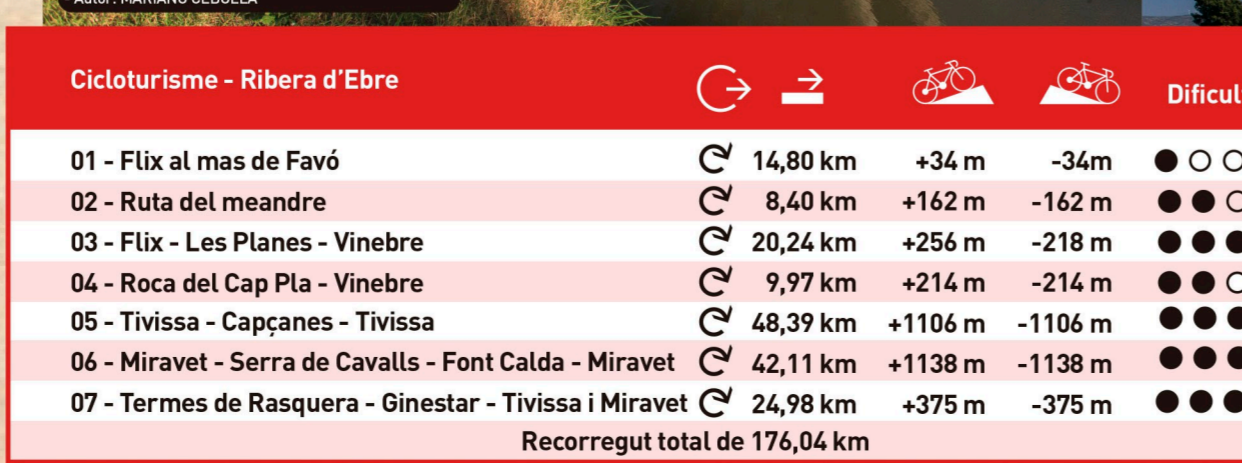 Autor: MARIANO CEBOLLA
Cicloturisme - Ribera d'Ebre Dificul
01 - Flix al mas de Favó 14,80 km +34 m -34m
02 - Ruta del meandre 8,40 km +162 m -162 m
03 - Flix - Les Planes - Vinebre 20,24 km +256 m -218 m
04 - Roca del Cap Pla - Vinebre 9,97 km +214 m -214 m
05 - Tivissa - Capçanes - Tivissa 48,39 km +1106 m -1106 m
06 - Miravet - Serra de Cavalls - Font Calda - Miravet 42,11 km +1138 m -1138 m
07 - Termes de Rasquera - Ginestar - Tivissa i Miravet 24,98 km +375 m -375 m
Recorregut total de 176,04 km